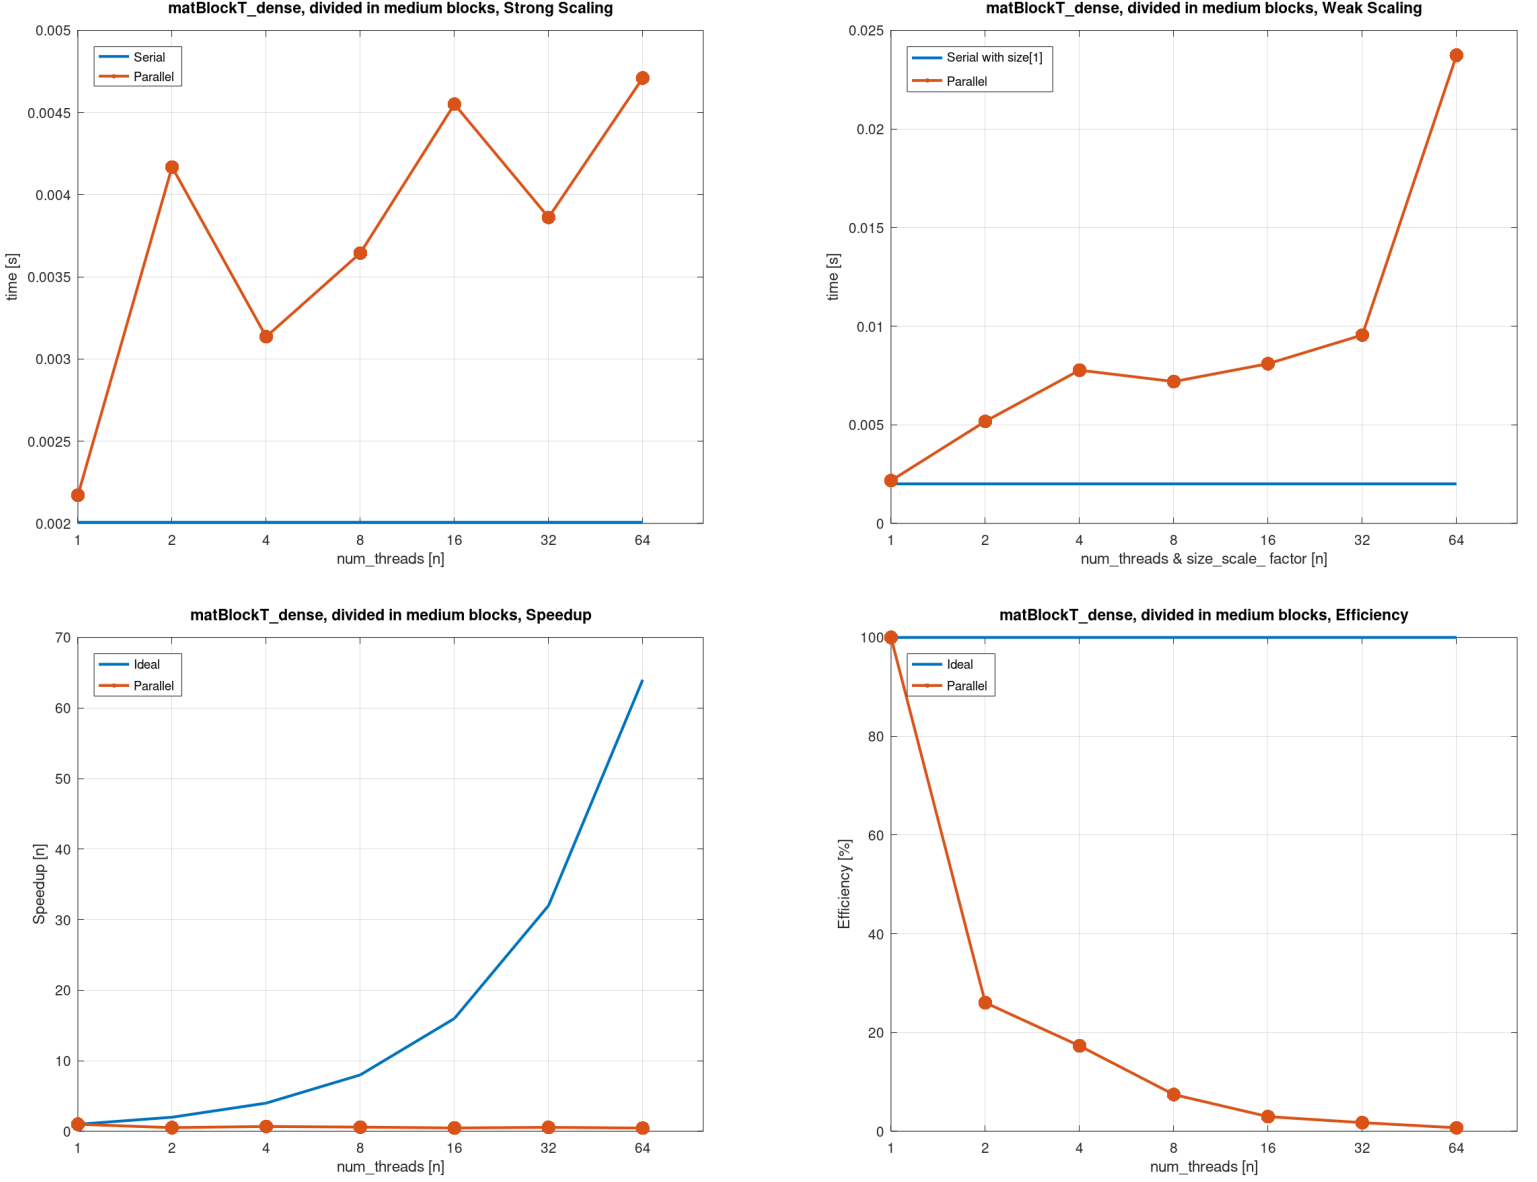 matBlockT_dense, divided in medium blocks, Strong Scaling
0.005
0.0045
0.004
0.0035
0.003
0.0025
0.002
time [s]
Serial
Parallel
1 2 4 8 16 32 64
num_threads [n]
matBlockT_dense, divided in medium blocks, Weak Scaling
0.025
0.02
0.015
0.01
0.005
0
time [s]
Serial with size[1]
Parallel
1 2 4 8 16 32 64
num_threads & size_scale_ factor [n]
matBlockT_dense, divided in medium blocks, Speedup
70
60
50
40
30
20
10
0
Speedup [n]
Ideal
Parallel
1 2 4 8 16 32 64
num_threads [n]
matBlockT_dense, divided in medium blocks, Efficiency
100
80
60
40
20
0
Efficiency [%]
Ideal
Parallel
1 2 4 8 16 32 64
num_threads [n]